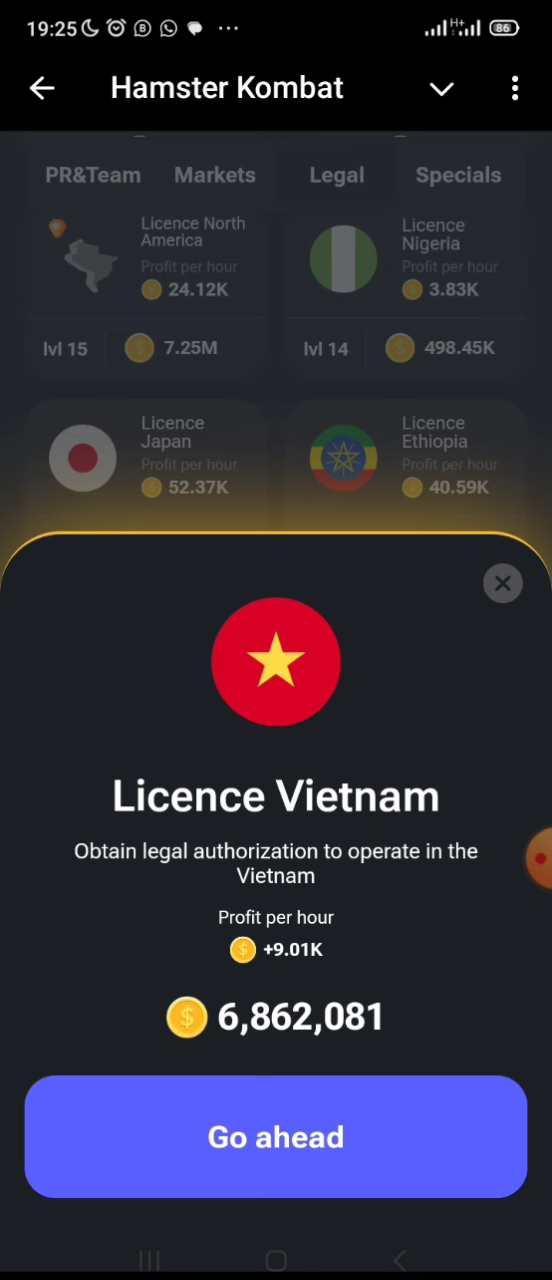 19:25
H+
86
Hamster Kombat
PR&Team
Markets
Legal
Specials
Licence North
America
Profit per hour
24.12K
lvl 15
7.25M
Licence
Nigeria
Profit per hour
3.83K
lvl 14
498.45K
Licence
Japan
Profit per hour
52.37K
Licence
Ethiopia
Profit per hour
40.59K
Licence Vietnam
Obtain legal authorization to operate in the
Vietnam
Profit per hour
+9.01K
6,862,081
Go ahead